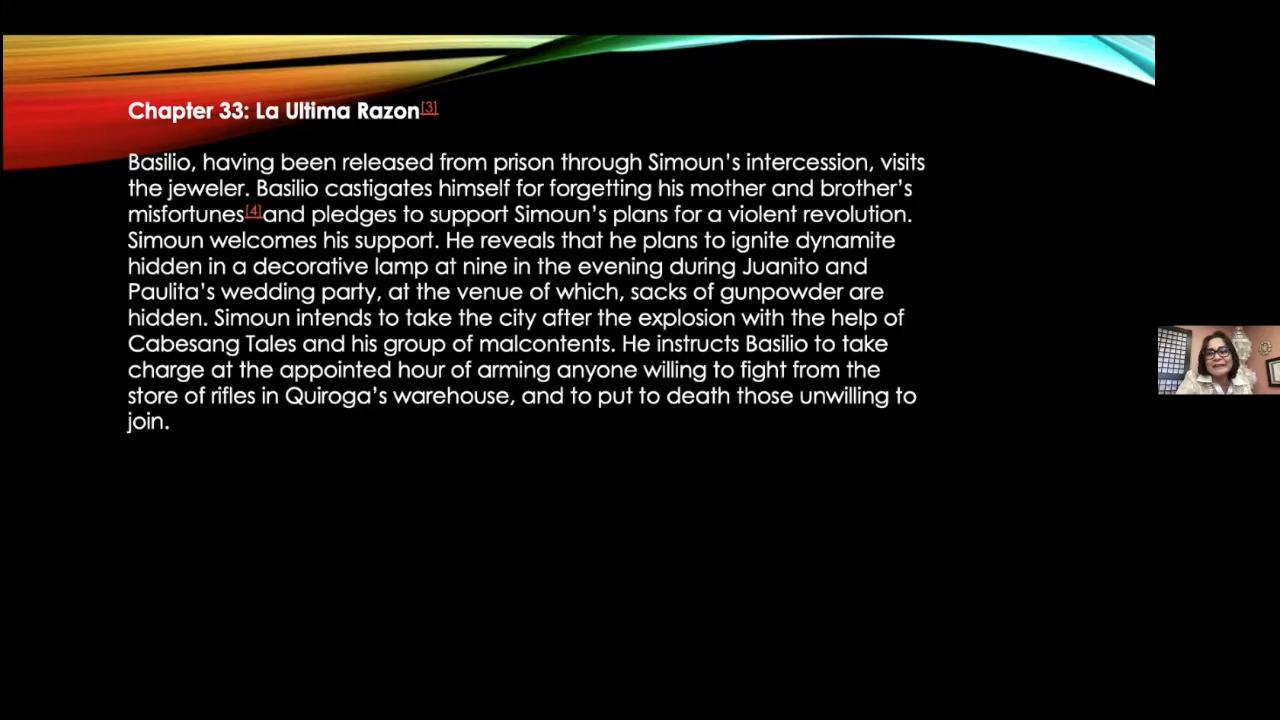 Chapter 33: La Ultima Razon[3]
Basilio, having been released from prison through Simoun's intercession, visits
the jeweler. Basilio castigates himself for forgetting his mother and brother's
misfortunes[4]and pledges to support Simoun's plans for a violent revolution.
Simoun welcomes his support. He reveals that he plans to ignite dynamite
hidden in a decorative lamp at nine in the evening during Juanito and
Paulita's wedding party, at the venue of which, sacks of gunpowder are
hidden. Simoun intends to take the city after the explosion with the help of
Cabesang Tales and his group of malcontents. He instructs Basilio to take
charge at the appointed hour of arming anyone willing to fight from the
store of rifles in Quiroga's warehouse, and to put to death those unwilling to
join.